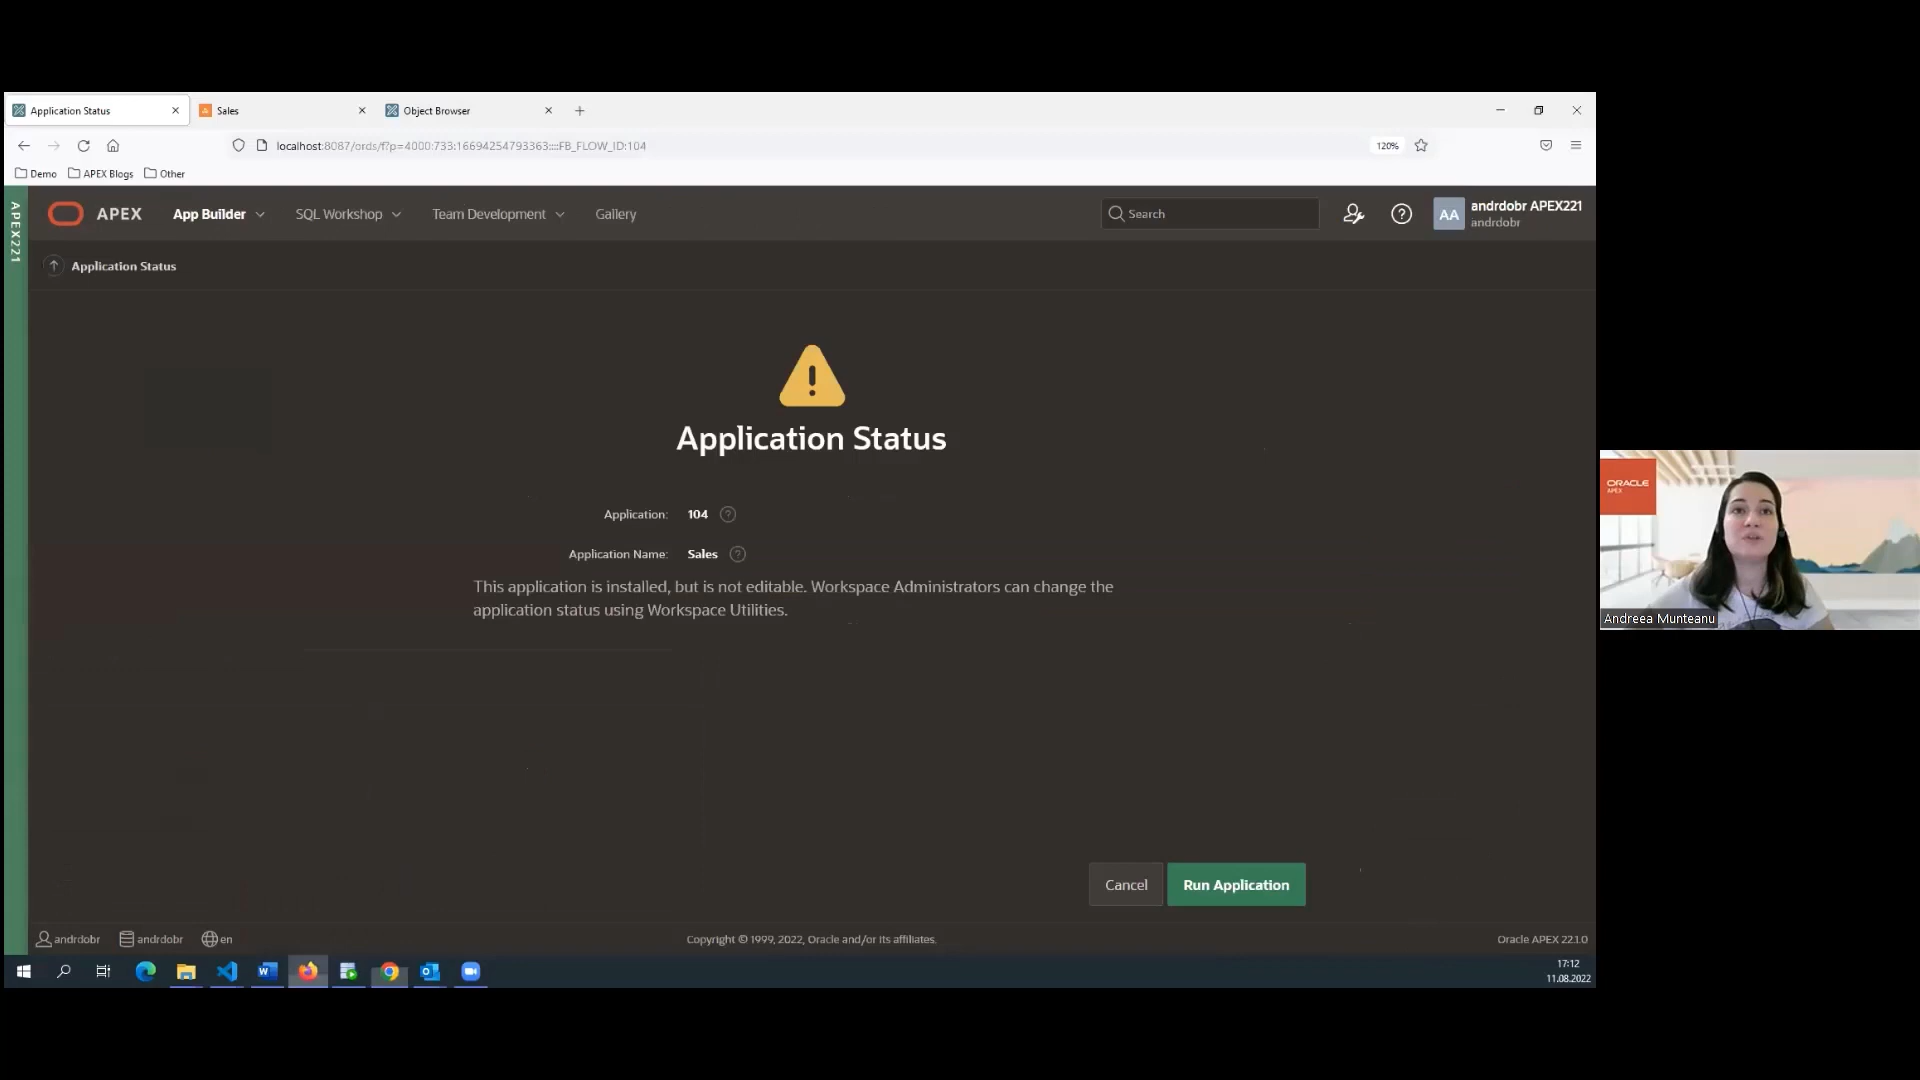 Application Status
Sales
Object Browser
localhost:8087/ords/f?p=4000:733:16694254793363::::FB_FLOW_ID:104
120%
Demo
APEX Blogs
Other
APEX221
APEX
App Builder
SQL Workshop
Team Development
Gallery
Search
AA
andrdobr APEX221
andrdobr
Application Status
Application Status
Application: 104
Application Name: Sales
This application is installed, but is not editable. Workspace Administrators can change the
application status using Workspace Utilities.
ORACLE
APEX
Andreea Munteanu
Cancel
Run Application
andrdobr
andrdobr
en
Copyright © 1999, 2022, Oracle and/or its affiliates.
Oracle APEX 22.1.0
17:12
11.08.2022